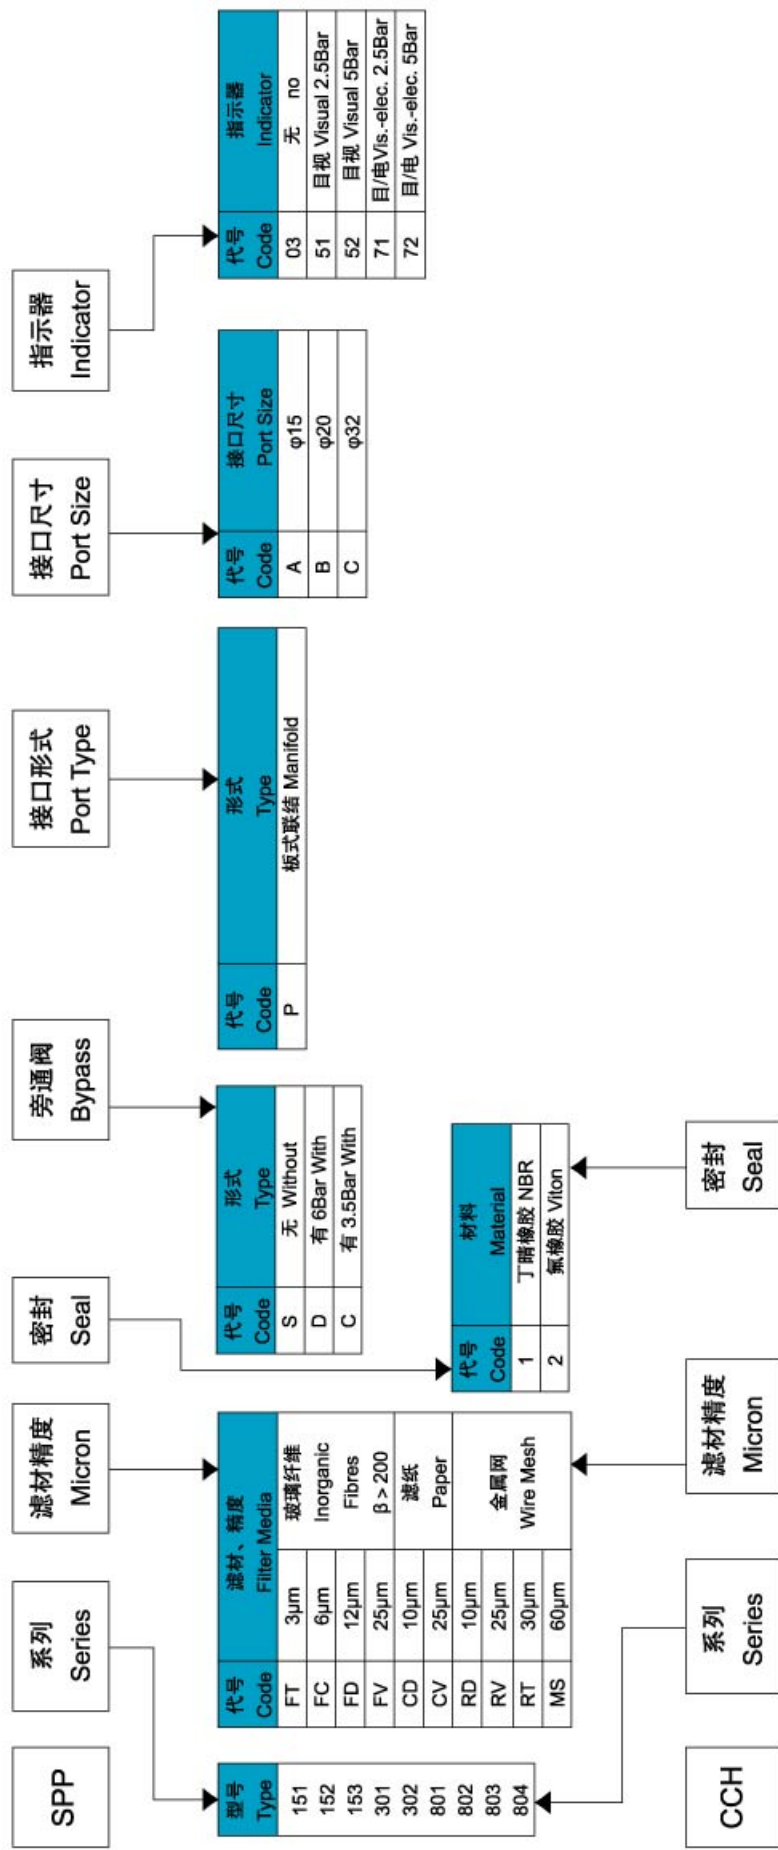 SPP
系列
Series
滤材精度
Micron
密封
Seal
旁通阀
Bypass
接口形式
Port Type
接口尺寸
Port Size
指示器
Indicator
型号
Type
151
152
153
301
302
801
802
803
804
代号 滤材、精度
Code Filter Media
FT 3μm 玻璃纤维
FC 6μm Inorganic
FD 12μm Fibres
FV 25μm β > 200
CD 10μm 滤纸
CV 25μm Paper
RD 10μm
RV 25μm 金属网
RT 30μm Wire Mesh
MS 60μm
代号 形式
Code Type
S 无 Without
D 有 6Bar With
C 有 3.5Bar With
代号 材料
Code Material
1 丁晴橡胶 NBR
2 氟橡胶 Viton
代号 形式
Code Type
P 板式联结 Manifold
代号 接口尺寸
Code Port Size
A φ15
B φ20
C φ32
代号 指示器
Code Indicator
03 无 no
51 目视 Visual 2.5Bar
52 目视 Visual 5Bar
71 目/电Vis.-elec. 2.5Bar
72 目/电 Vis.-elec. 5Bar
CCH
系列
Series
滤材精度
Micron
密封
Seal